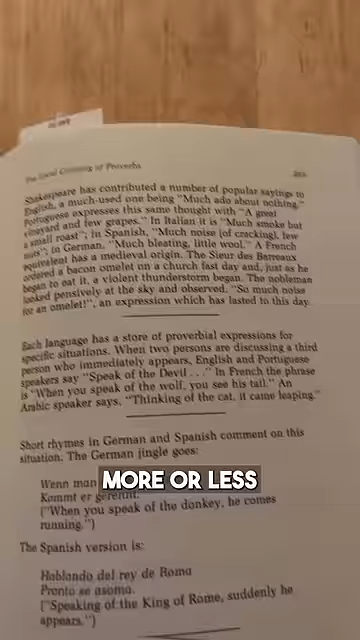 The Local Coloring of Proverbs
Shakespeare has contributed a number of popular sayings to
English, a much-used one being "Much ado about nothing."
Portuguese expresses this same thought with "A great
vineyard and few grapes." In Italian it is "Much smoke but
a small roast"; in Spanish, "Much noise [of cracking], few
nuts"; in German, "Much bleating, little wool." A French
equivalent has a medieval origin. The Sieur des Barreaux
ordered a bacon omelet on a church fast day and, just as he
began to eat it, a violent thunderstorm began. The nobleman
looked pensively at the sky and observed, "So much noise
for an omelet!", an expression which has lasted to this day.
Each language has a store of proverbial expressions for
specific situations. When two persons are discussing a third
person who immediately appears, English and Portuguese
speakers say "Speak of the Devil . . ." In French the phrase
is "When you speak of the wolf, you see his tail." An
Arabic speaker says, "Thinking of the cat, it came leaping."
Short rhymes in German and Spanish comment on this
situation. The German jingle goes:
Wenn man
MORE OR LESS
Kommt er gerennt.
("When you speak of the donkey, he comes
running.")
The Spanish version is:
Hablando del rey de Roma
Pronto se asoma.
("Speaking of the King of Rome, suddenly he
appears.")